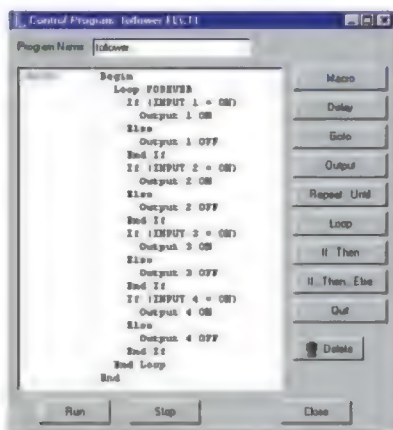 Control Program: follower
Program Name: follower
Begin
Loop FOREVER
If (INPUT 1 = ON)
Output 1 ON
Else
Output 1 OFF
End If
If (INPUT 2 = ON)
Output 2 ON
Else
Output 2 OFF
End If
If (INPUT 3 = ON)
Output 3 ON
Else
Output 3 OFF
End If
If (INPUT 4 = ON)
Output 4 ON
Else
Output 4 OFF
End If
End Loop
End
Macro
Delay
Goto
Output
Repeat Until
Loop
If Then
If Then Else
Quit
Delete
Run
Stop
Close